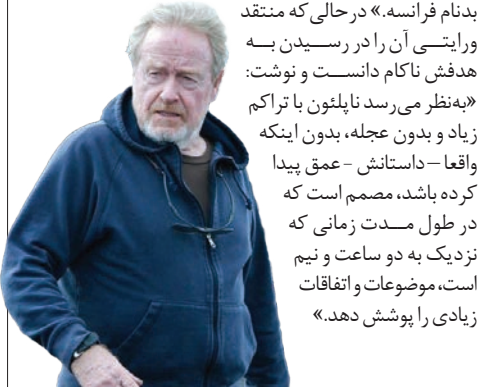 بدنام فرانسه.» درحالی‌که منتقد
ورایتی آن را در رسیدن به
هدفش ناکام دانست و نوشت:
«به‌نظر می‌رسد ناپلئون با تراکم
زیاد و بدون عجله، بدون اینکه
واقعا – داستانش – عمق پیدا
کرده باشد، مصمم است که
در طول مدت زمانی که
نزدیک به دو ساعت و نیم
است، موضوعات و اتفاقات
زیادی را پوشش دهد.»